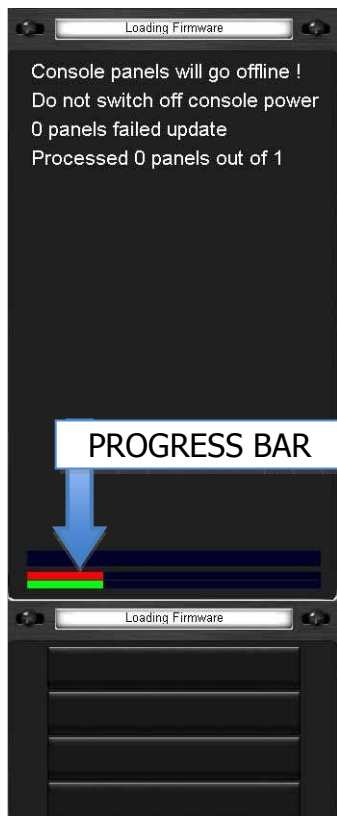 Loading Firmware
Console panels will go offline !
Do not switch off console power
0 panels failed update
Processed 0 panels out of 1
PROGRESS BAR
Loading Firmware